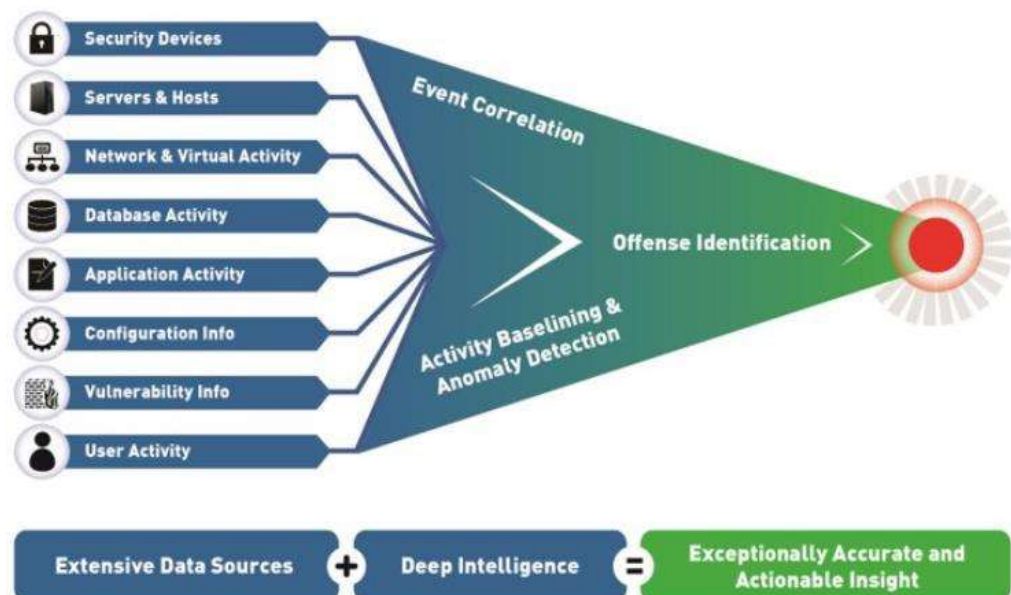 Security Devices
Servers & Hosts
Network & Virtual Activity
Database Activity
Application Activity
Configuration Info
Vulnerability Info
User Activity
Event Correlation
Activity Baselining &
Anomaly Detection
Offense Identification
Extensive Data Sources
+
Deep Intelligence
=
Exceptionally Accurate and
Actionable Insight